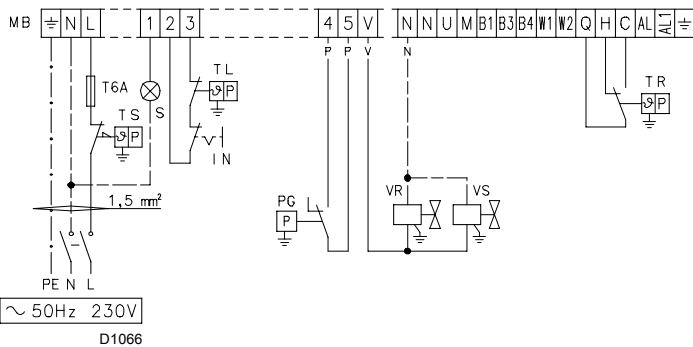 MB ⏚ N L 1 2 3 4 5 V N N U M B1 B3 B4 W1 W2 Q H C AL AL1 ⏚
P P V N
T6A
S
TL
ϑ P
TS
ϑ P
IN
TR
ϑ P
1,5 mm²
PG
P
VR
VS
PE N L
~ 50Hz 230V
D1066